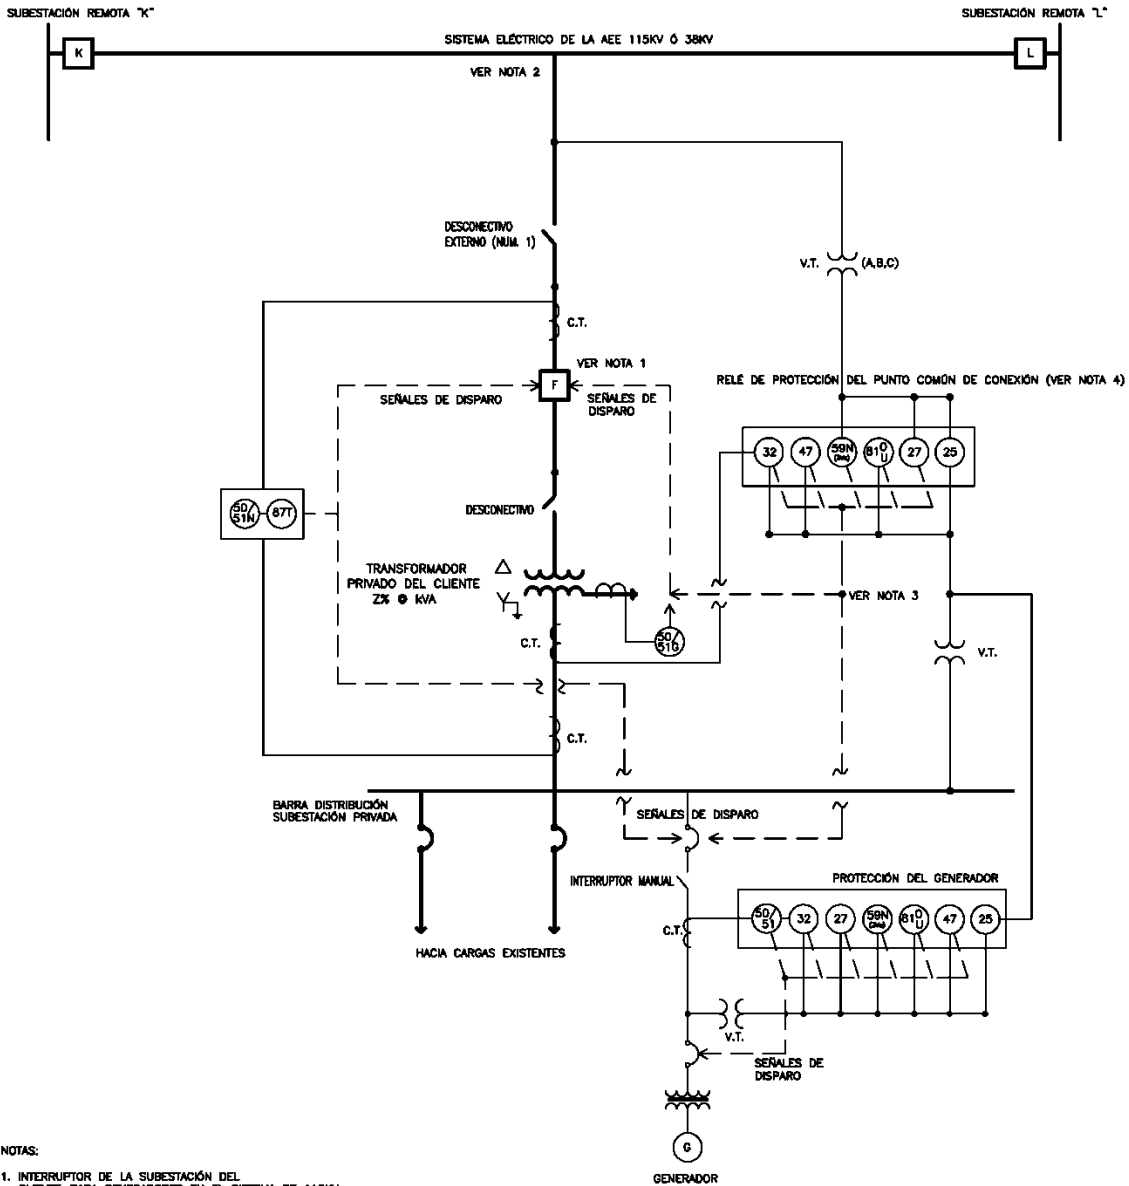 SUBESTACIÓN REMOTA "K"
SUBESTACIÓN REMOTA "L"
K
SISTEMA ELÉCTRICO DE LA AEE 115KV Ó 38KV
L
VER NOTA 2
DESCONECTIVO
EXTERNO (NUM. 1)
V.T.
(A,B,C)
C.T.
VER NOTA 1
RELÉ DE PROTECCIÓN DEL PUNTO COMÚN DE CONEXIÓN (VER NOTA 4)
F
SEÑALES DE DISPARO
SEÑALES DE
DISPARO
32
47
59N
81O
U
27
25
50/
51N
87T
DESCONECTIVO
TRANSFORMADOR
PRIVADO DEL CLIENTE
Z% @ KVA
VER NOTA 3
50/
51G
C.T.
V.T.
C.T.
BARRA DISTRIBUCIÓN
SUBESTACIÓN PRIVADA
SEÑALES DE DISPARO
INTERRUPTOR MANUAL
PROTECCIÓN DEL GENERADOR
C.T.
50/
51
32
27
59N
81O
U
47
25
HACIA CARGAS EXISTENTES
V.T.
SEÑALES DE
DISPARO
G
GENERADOR
NOTAS:
1. INTERRUPTOR DE LA SUBESTACIÓN DEL